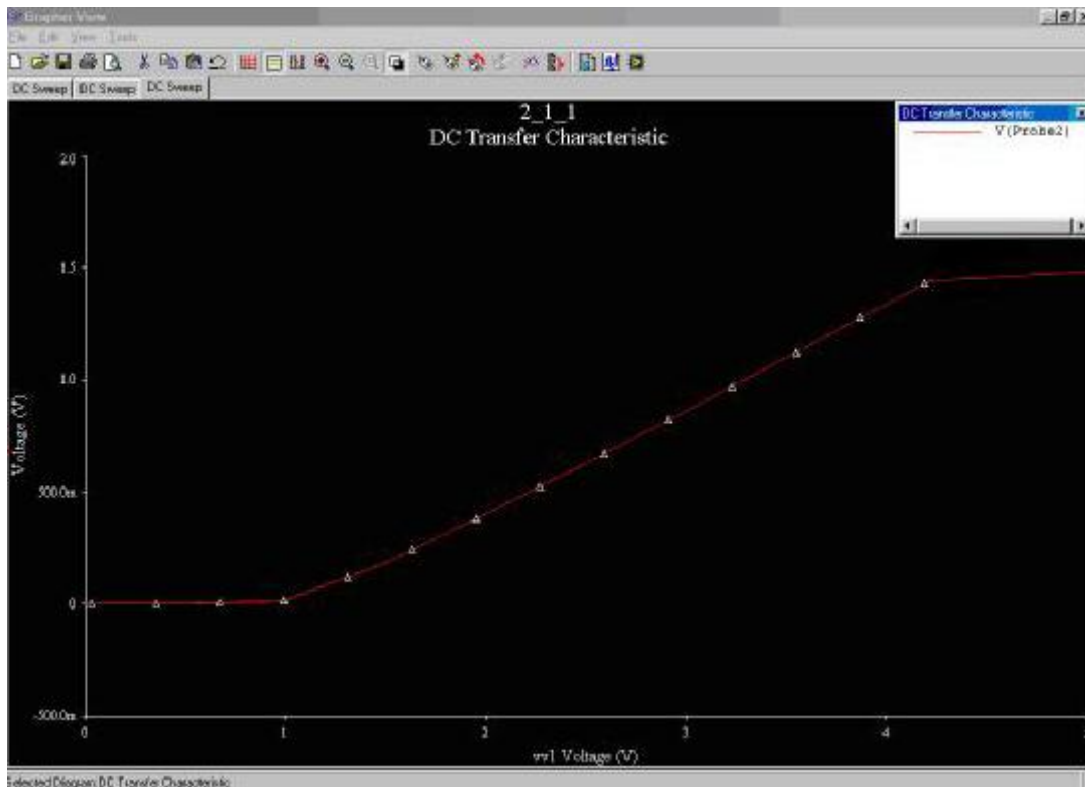 Grapher View
File Edit View Tools
DC Sweep DC Sweep DC Sweep
2_1_1
DC Transfer Characteristic
DC Transfer Characteristic
V(Probe2)
2.0
1.5
1.0
500.0m
0
-500.0m
Voltage (V)
0 1 2 3 4
vv1 Voltage (V)
Selected Diagram: DC Transfer Characteristic